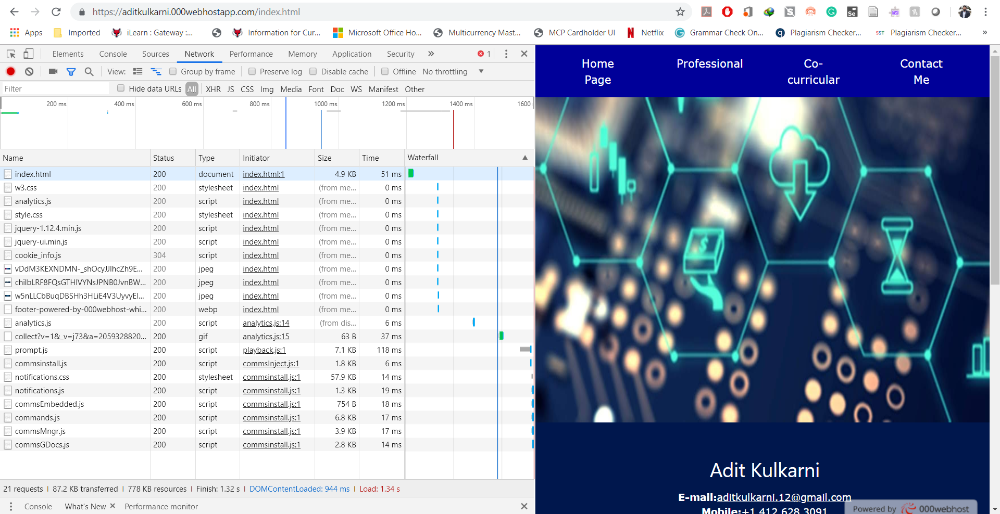 https://aditkulkarni.000webhostapp.com/index.html
Apps Imported iLearn : Gateway :... Information for Cur... Microsoft Office Ho... Multicurrency Mast... MCP Cardholder UI Netflix Grammar Check On... Plagiarism Checker... SST Plagiarism Checker... »
Elements Console Sources Network Performance Memory Application Security » 1
View: Group by frame Preserve log Disable cache Offline No throttling
Filter Hide data URLs All XHR JS CSS Img Media Font Doc WS Manifest Other
200 ms 400 ms 600 ms 800 ms 1000 ms 1200 ms 1400 ms 1600
Name Status Type Initiator Size Time Waterfall
index.html 200 document index.html:1 4.9 KB 51 ms
w3.css 200 stylesheet index.html (from me... 0 ms
analytics.js 200 script index.html (from me... 0 ms
style.css 200 stylesheet index.html (from me... 0 ms
jquery-1.12.4.min.js 200 script index.html (from me... 0 ms
jquery-ui.min.js 200 script index.html (from me... 0 ms
cookie_info.js 304 script index.html (from me... 0 ms
vDdM3KEXNDMN-_shOcyJJlhcZh9E... 200 jpeg index.html (from me... 0 ms
chiIbLRF8FQsGTHIVYNsJPNB0JvnBW... 200 jpeg index.html (from me... 0 ms
w5nLLCbBuqDBSHh3HLiE4V3UyvyEI... 200 jpeg index.html (from me... 0 ms
footer-powered-by-000webhost-whi... 200 webp index.html (from me... 0 ms
analytics.js 200 script analytics.js:14 (from dis... 6 ms
collect?v=1&_v=j73&a=2059328820... 200 gif analytics.js:15 63 B 37 ms
prompt.js 200 script playback.js:1 7.1 KB 118 ms
commsinstall.js 200 script commsInject.js:1 1.8 KB 6 ms
notifications.css 200 stylesheet commsinstall.js:1 57.9 KB 14 ms
notifications.js 200 script commsinstall.js:1 1.3 KB 19 ms
commsEmbedded.js 200 script commsinstall.js:1 754 B 18 ms
commands.js 200 script commsinstall.js:1 6.8 KB 17 ms
commsMngr.js 200 script commsinstall.js:1 3.9 KB 17 ms
commsGDocs.js 200 script commsinstall.js:1 2.8 KB 14 ms
21 requests | 87.2 KB transferred | 778 KB resources | Finish: 1.32 s | DOMContentLoaded: 944 ms | Load: 1.34 s
Console What's New Performance monitor
Home Page
Professional
Co-curricular
Contact Me
$
Adit Kulkarni
E-mail:aditkulkarni.12@gmail.com
Mobile:+1 412 628 3091
Powered by 000webhost